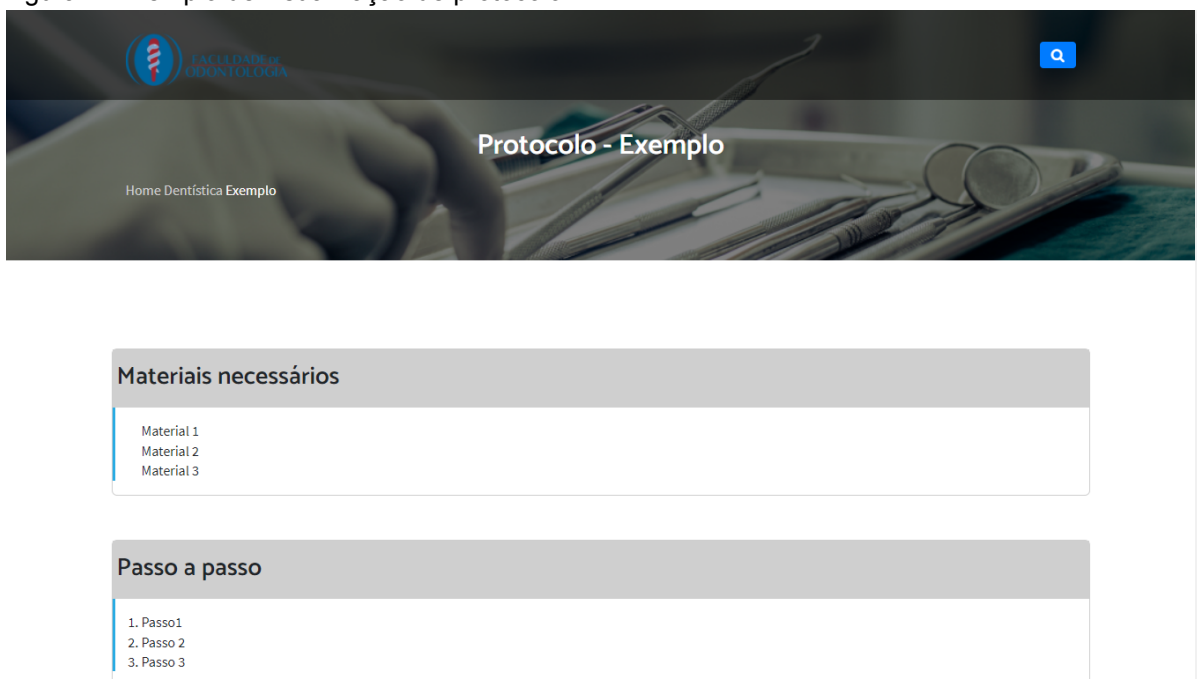 FACULDADE DE
ODONTOLOGIA
Protocolo - Exemplo
Home Dentística Exemplo
Materiais necessários
Material 1
Material 2
Material 3
Passo a passo
1. Passo1
2. Passo 2
3. Passo 3